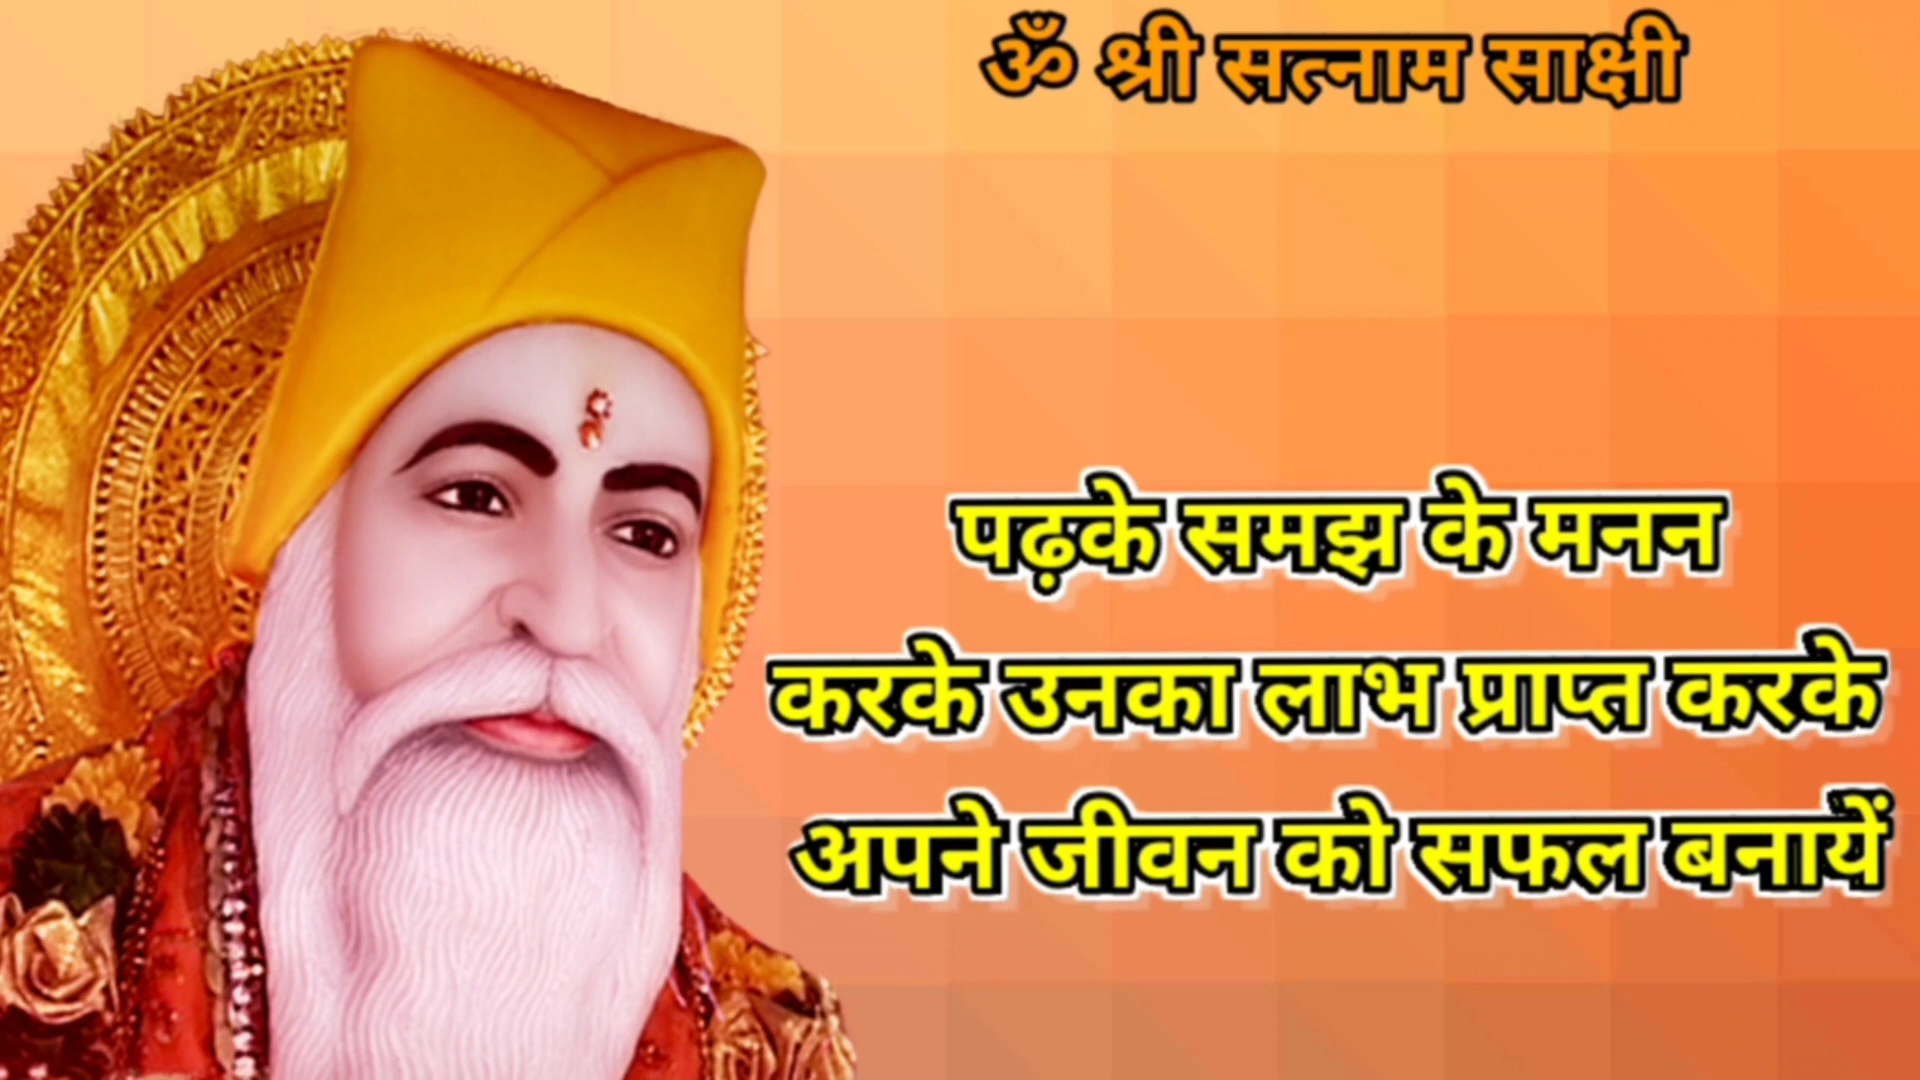 ॐ श्री सत्नाम साक्षी
पढ़के समझ के मनन
करके उनका लाभ प्राप्त करके
अपने जीवन को सफल बनायें